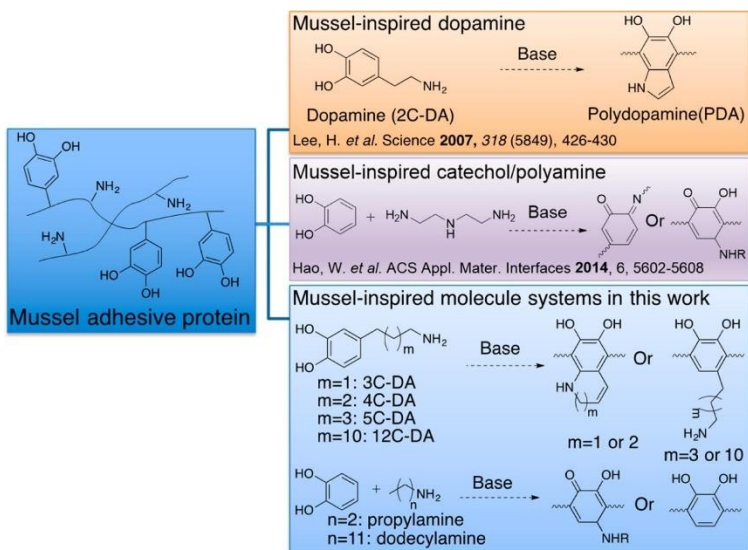 HO
HO
NH₂
NH₂
NH₂
HO
OH
OH
OH
Mussel adhesive protein
Mussel-inspired dopamine
HO
HO
NH₂
Dopamine (2C-DA)
Base
HO OH
HN
Polydopamine(PDA)
Lee, H. et al. Science 2007, 318 (5849), 426-430
Mussel-inspired catechol/polyamine
HO
HO
+
H₂N
N
H
NH₂
Base
O
N
Or
O
OH
NHR
Hao, W. et al. ACS Appl. Mater. Interfaces 2014, 6, 5602-5608
Mussel-inspired molecule systems in this work
HO
HO
m
NH₂
m=1: 3C-DA
m=2: 4C-DA
m=3: 5C-DA
m=10: 12C-DA
Base
HO OH
HN
m
m=1 or 2
Or
HO OH
m
H₂N
m=3 or 10
HO
HO
+
n
NH₂
n=2: propylamine
n=11: dodecylamine
Base
O
OH
NHR
Or
HO OH